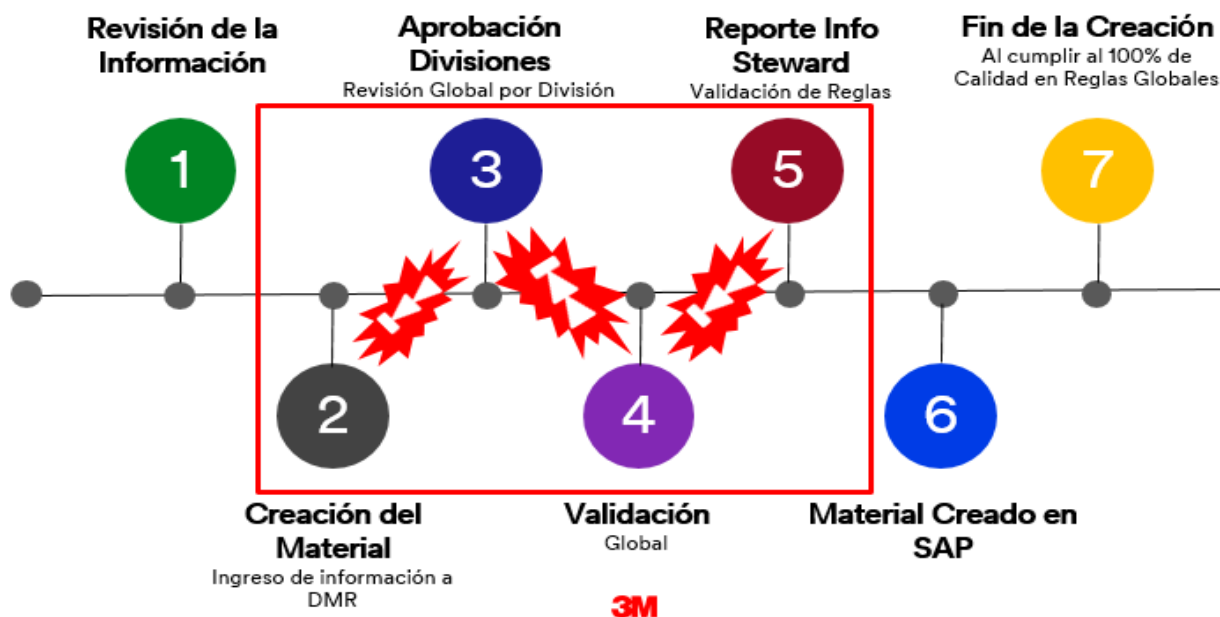 Revisión de la
Información
1
Creación del
Material
Ingreso de información a
DMR
2
Aprobación
Divisiones
Revisión Global por División
3
Validación
Global
4
Reporte Info
Steward
Validación de Reglas
5
Material Creado en
SAP
6
Fin de la Creación
Al cumplir al 100% de
Calidad en Reglas Globales
7
3M